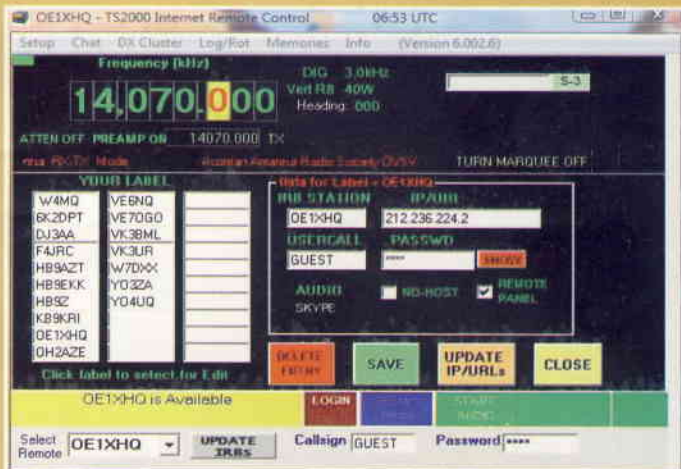 OE1XHQ - TS2000 Internet Remote Control 06:53 UTC
Setup Chat DX Cluster Log/Rot Memories Info (Version 6.002.6)
Frequency (kHz)
14,070.000
DIG 3.0kHz
Vert R8 40W
Heading: 000
S-3
ATTEN OFF PREAMP ON 14070.000 TX
RX-TX Mode Amateur Radio Society TURN MARQUEE OFF
YOUR LABEL
W4MQ
6K2DPT
DJ3AA
F4JRC
HB9AZT
HB9EKK
HB9Z
KB9KRI
OE1XHQ
OH2AZE
VE6NQ
VE7OGO
VK3BML
VK3UR
W7DXX
YO3ZA
YO4UQ
Click label to select for Edit
Data for Label - OE1XHQ
IRB STATION IP/URL
OE1XHQ 212.236.224.2
USERCALL PASSWD
GUEST ****
AUDIO NO-HOST REMOTE PANEL
SKYPE
DELETE ENTRY
SAVE
UPDATE IP/URLs
CLOSE
OE1XHQ is Available LOGIN START AUDIO
Select Remote OE1XHQ UPDATE IRBS Callsign GUEST Password ****